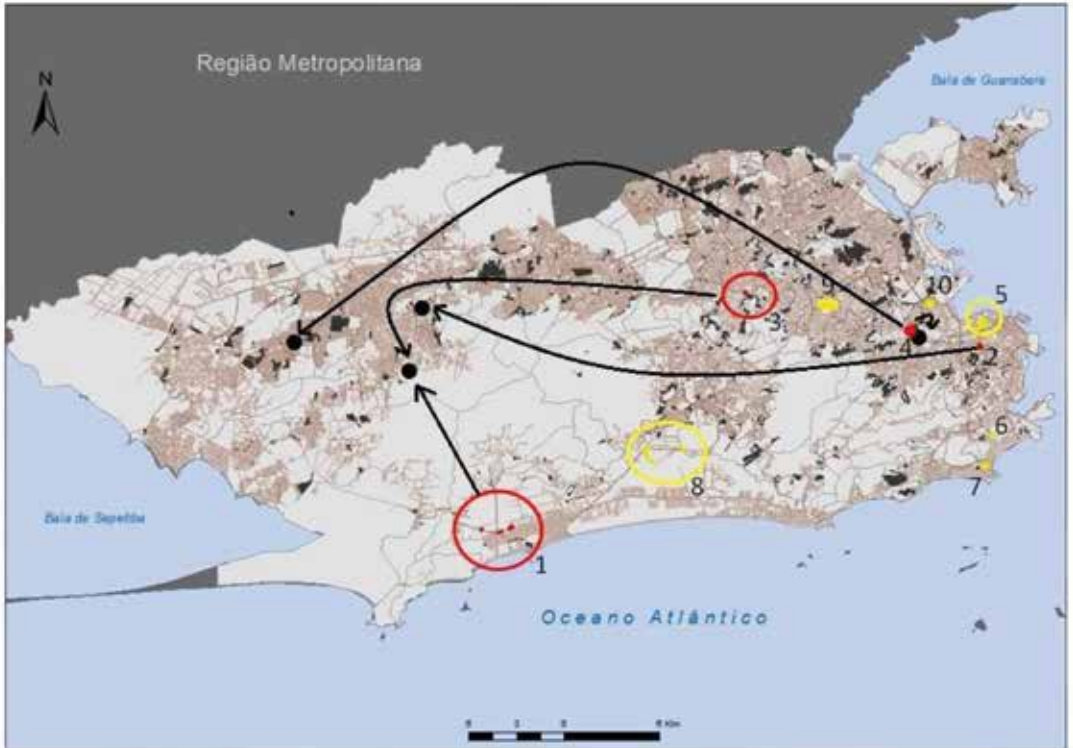 Região Metropolitana
N
Baía de Guanabara
5
9
10
3
4
2
6
7
8
Baía de Sepetiba
1
Oceano Atlântico
6 Km